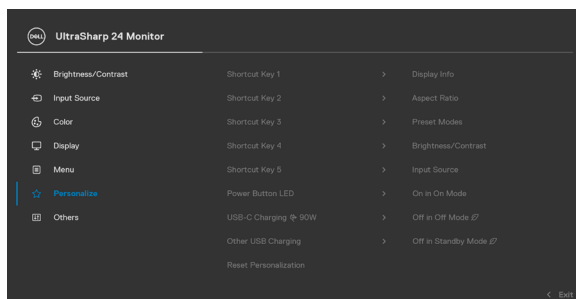 DELL UltraSharp 24 Monitor
Brightness/Contrast Shortcut Key 1 > Display Info
Input Source Shortcut Key 2 > Aspect Ratio
Color Shortcut Key 3 > Preset Modes
Display Shortcut Key 4 > Brightness/Contrast
Menu Shortcut Key 5 > Input Source
Personalize Power Button LED > On in On Mode
Others USB-C Charging 90W > Off in Off Mode
Other USB Charging > Off in Standby Mode
Reset Personalization
< Exit